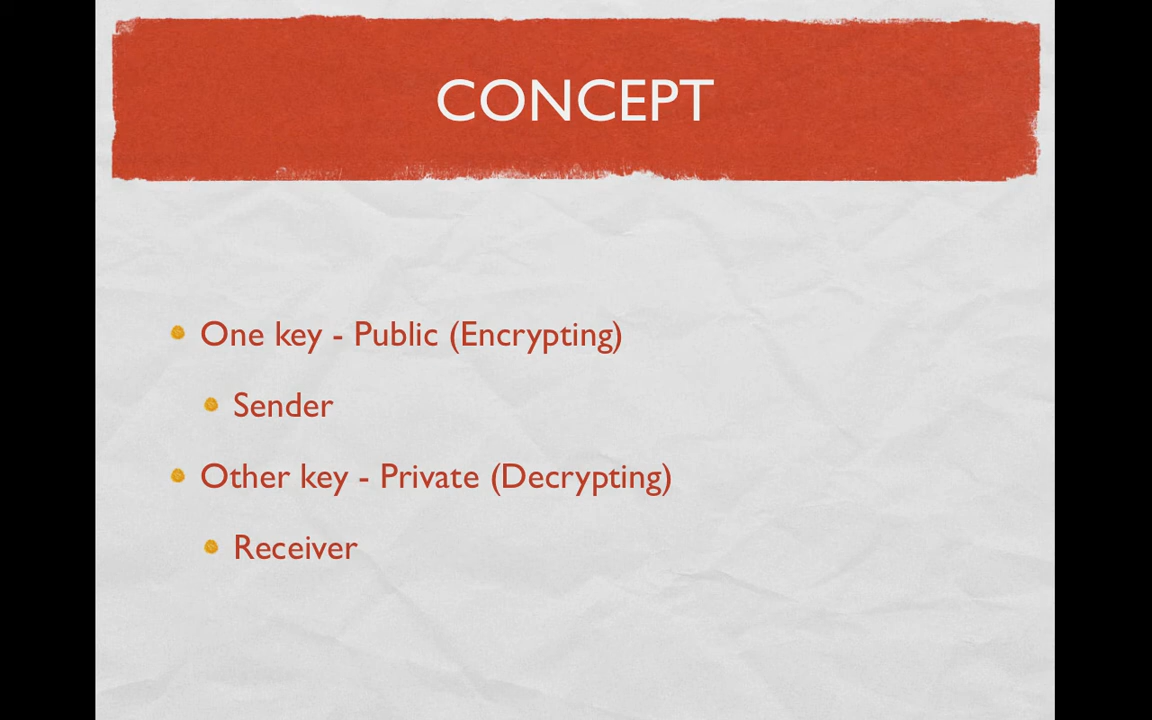 CONCEPT
One key - Public (Encrypting)
Sender
Other key - Private (Decrypting)
Receiver